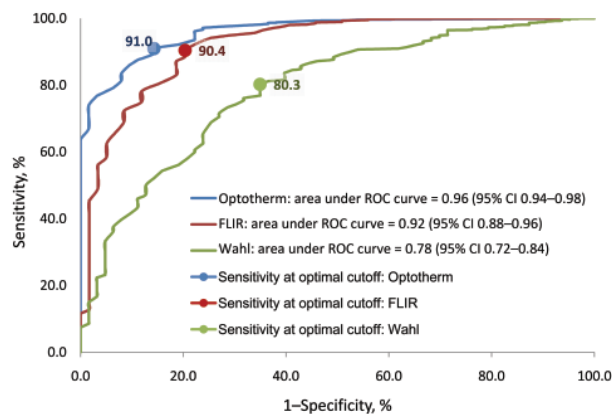 100.0
80.0
60.0
40.0
20.0
0.0
Sensitivity, %
91.0
90.4
80.3
Optotherm: area under ROC curve = 0.96 (95% CI 0.94–0.98)
FLIR: area under ROC curve = 0.92 (95% CI 0.88–0.96)
Wahl: area under ROC curve = 0.78 (95% CI 0.72–0.84)
Sensitivity at optimal cutoff: Optotherm
Sensitivity at optimal cutoff: FLIR
Sensitivity at optimal cutoff: Wahl
0.0 20.0 40.0 60.0 80.0 100.0
1–Specificity, %